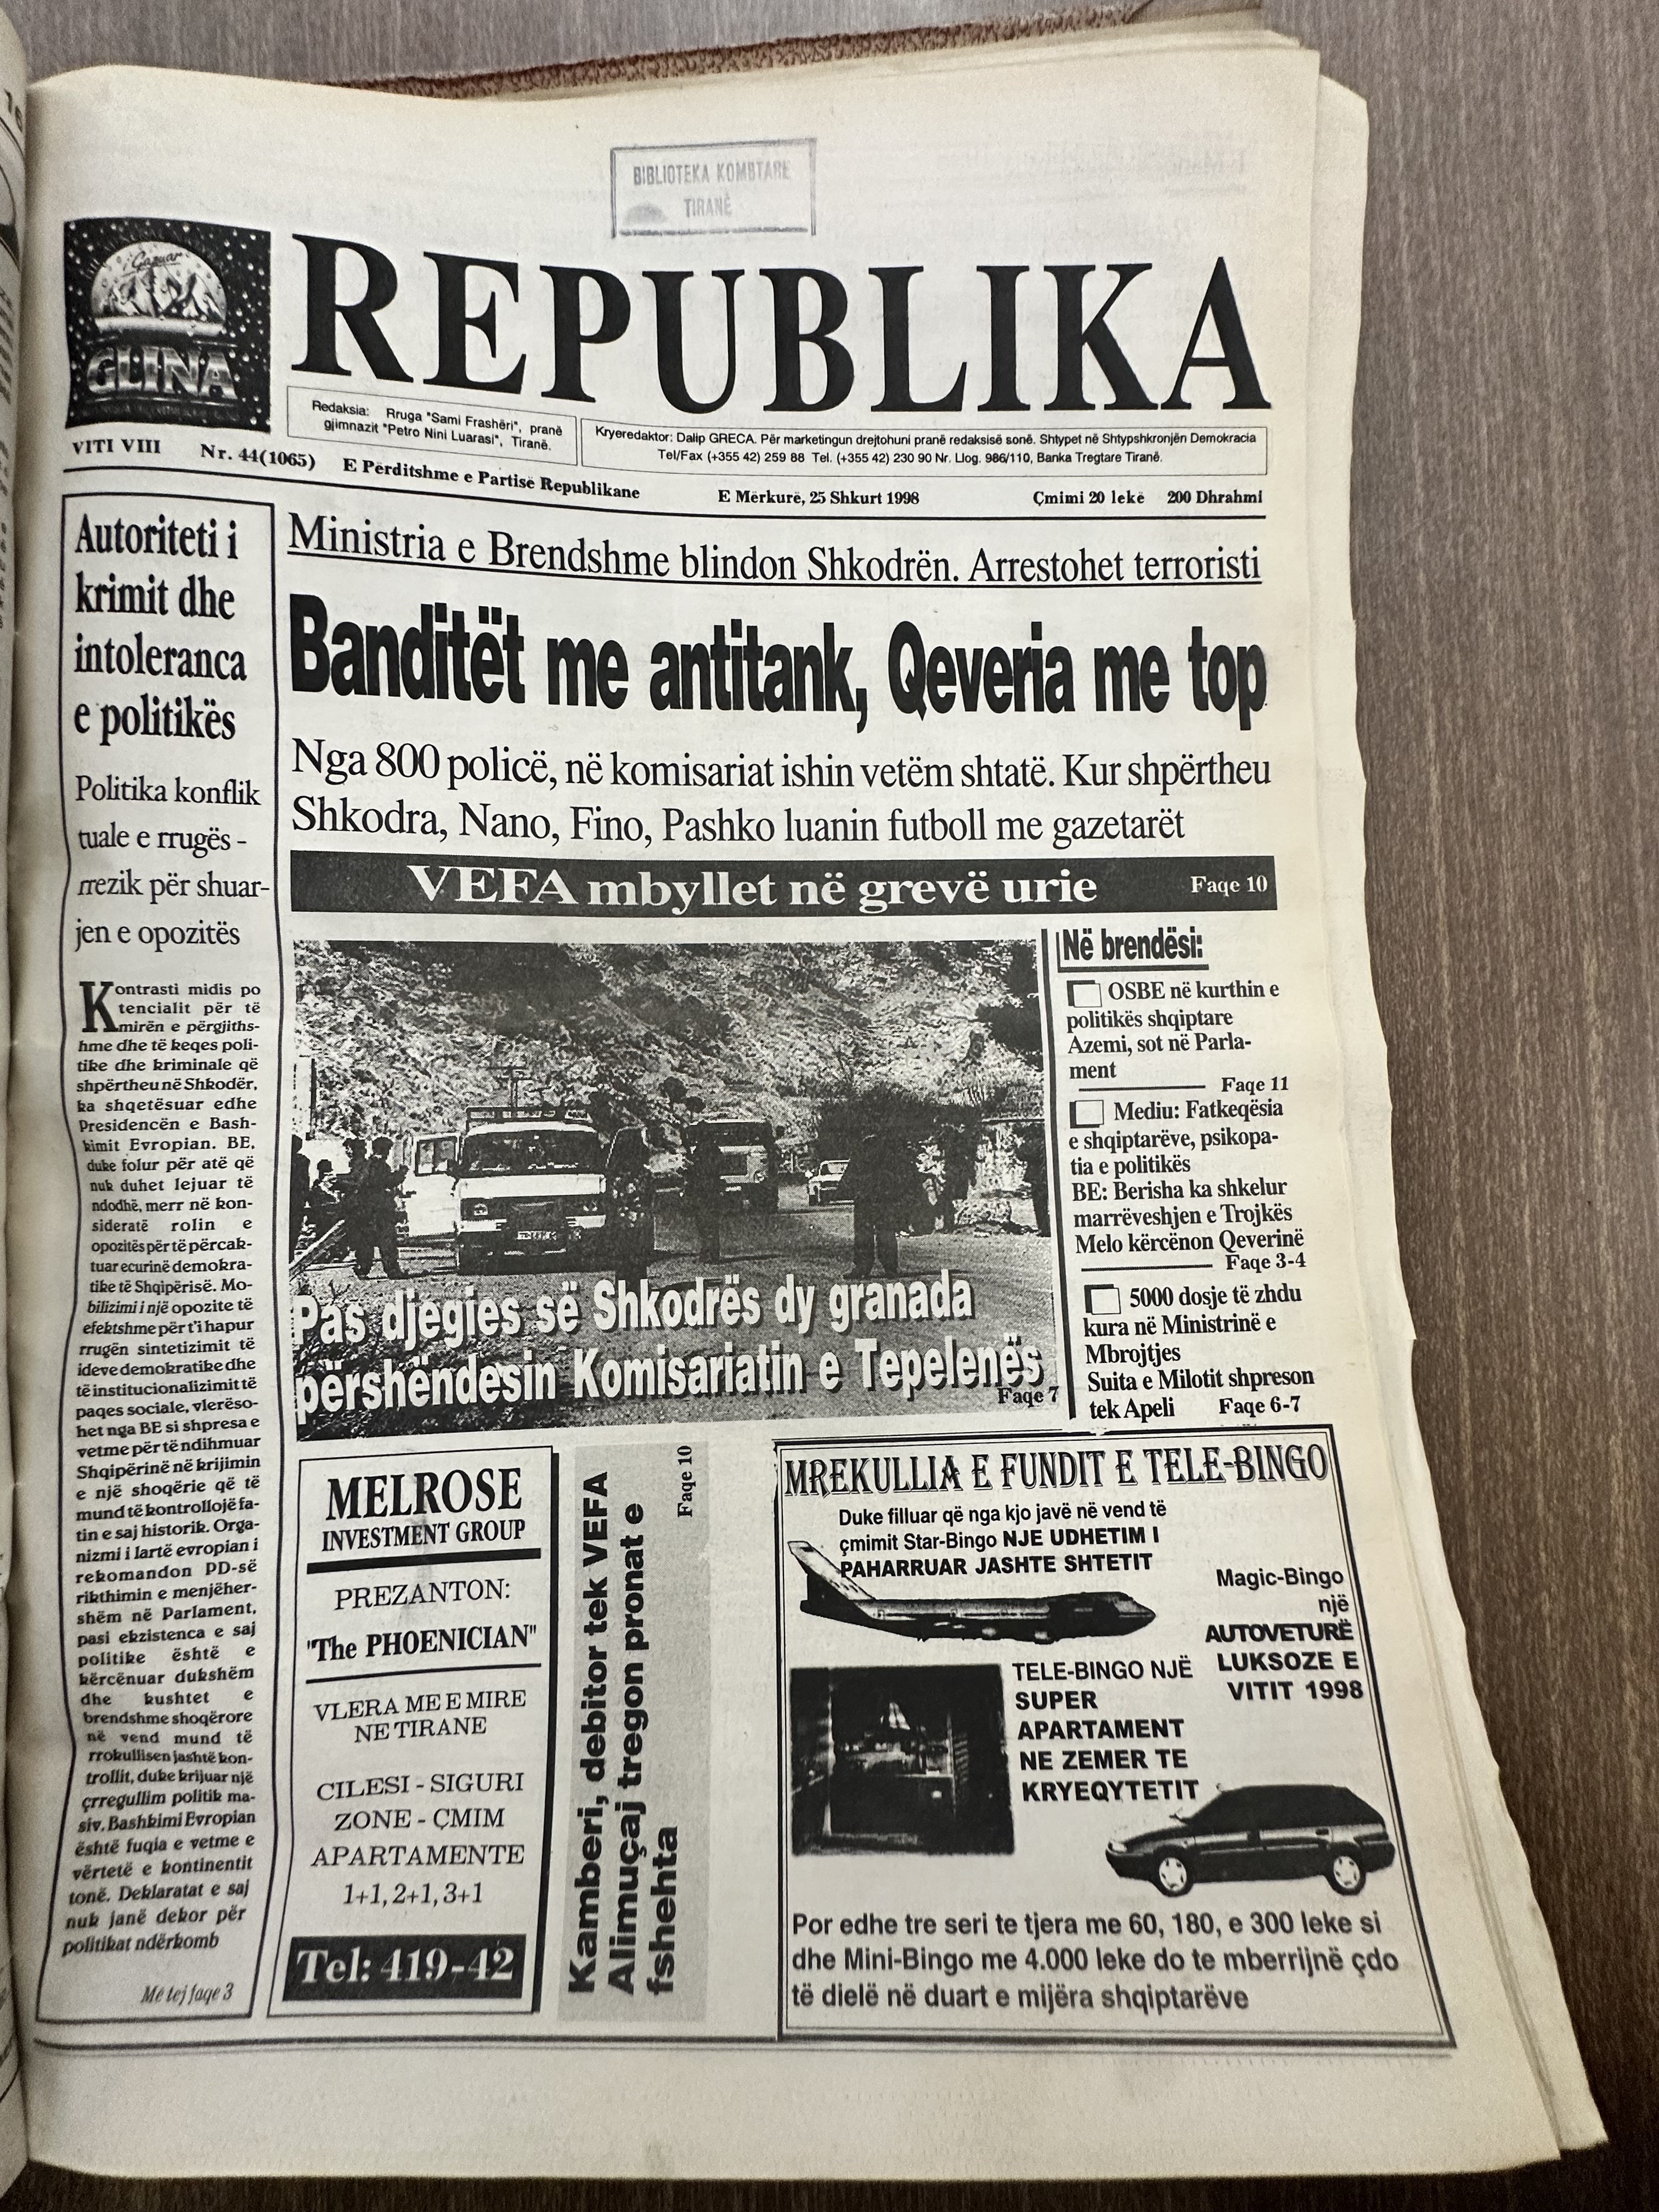 BIBLIOTEKA KOMBTARE
TIRANË
Gazuar
GLINA
REPUBLIKA
Redaksia: Rruga "Sami Frashëri", pranë
gjimnazit "Petro Nini Luarasi", Tiranë.
Kryeredaktor: Dalip GRECA. Për marketingun drejtohuni pranë redaksisë sonë. Shtypet në Shtypshkronjën Demokracia
Tel/Fax (+355 42) 259 88 Tel. (+355 42) 230 90 Nr. Llog. 986/110, Banka Tregtare Tiranë.
VITI VIII Nr. 44(1065) E Përditshme e Partisë Republikane E Mërkurë, 25 Shkurt 1998 Çmimi 20 lekë 200 Dhrahmi
Autoriteti i
krimit dhe
intoleranca
e politikës
Politika konflik
tuale e rrugës -
rrezik për shuar-
jen e opozitës
Kontrasti midis po
tencialit për të
mirën e përgjiths-
hme dhe të keqes poli-
tike dhe kriminale që
shpërtheu në Shkodër,
ka shqetësuar edhe
Presidencën e Bash-
kimit Evropian. BE,
duke folur për atë që
nuk duhet lejuar të
ndodhë, merr në kon-
sideratë rolin e
opozitës për të përcak-
tuar ecurinë demokra-
tike të Shqipërisë. Mo-
bilizimi i një opozite të
efektshme për t'i hapur
rrugën sintetizimit të
ideve demokratike dhe
të institucionalizimit të
paqes sociale, vlerëso-
het nga BE si shpresa e
vetme për të ndihmuar
Shqipërinë në krijimin
e një shoqërie që të
mund të kontrollojë fa-
tin e saj historik. Orga-
nizmi i lartë evropian i
rekomandon PD-së
rikthimin e menjëher-
shëm në Parlament,
pasi ekzistenca e saj
politike është e
kërcënuar dukshëm
dhe kushtet e
brendshme shoqërore
në vend mund të
rrokullisen jashtë kon-
trollit, duke krijuar një
çrregullim politik ma-
siv. Bashkimi Evropian
është fuqia e vetme e
vërtetë e kontinentit
tonë. Deklaratat e saj
nuk janë dekor për
politikat ndërkomb
Më tej faqe 3
Ministria e Brendshme blindon Shkodrën. Arrestohet terroristi
Banditët me antitank, Qeveria me top
Nga 800 policë, në komisariat ishin vetëm shtatë. Kur shpërtheu
Shkodra, Nano, Fino, Pashko luanin futboll me gazetarët
VEFA mbyllet në grevë urie Faqe 10
Pas djegies së Shkodrës dy granada
përshëndesin Komisariatin e Tepelenës
Faqe 7
Në brendësi:
OSBE në kurthin e
politikës shqiptare
Azemi, sot në Parla-
ment
Faqe 11
Mediu: Fatkeqësia
e shqiptarëve, psikopa-
tia e politikës
BE: Berisha ka shkelur
marrëveshjen e Trojkës
Melo kërcënon Qeverinë
Faqe 3-4
5000 dosje të zhdu
kura në Ministrinë e
Mbrojtjes
Suita e Milotit shpreson
tek Apeli Faqe 6-7
MELROSE
INVESTMENT GROUP
PREZANTON:
"The PHOENICIAN"
VLERA ME E MIRE
NE TIRANE
CILESI - SIGURI
ZONE - ÇMIM
APARTAMENTE
1+1, 2+1, 3+1
Tel: 419-42
Kamberi, debitor tek VEFA
Alimuçaj tregon pronat e
fshehta
Faqe 10
MREKULLIA E FUNDIT E TELE-BINGO
Duke filluar që nga kjo javë në vend të
çmimit Star-Bingo NJE UDHETIM I
PAHARRUAR JASHTE SHTETIT
Magic-Bingo
një
AUTOVETURË
LUKSOZE E
VITIT 1998
TELE-BINGO NJË
SUPER
APARTAMENT
NE ZEMER TE
KRYEQYTETIT
Por edhe tre seri te tjera me 60, 180, e 300 leke si
dhe Mini-Bingo me 4.000 leke do te mberrijnë çdo
të dielë në duart e mijëra shqiptarëve